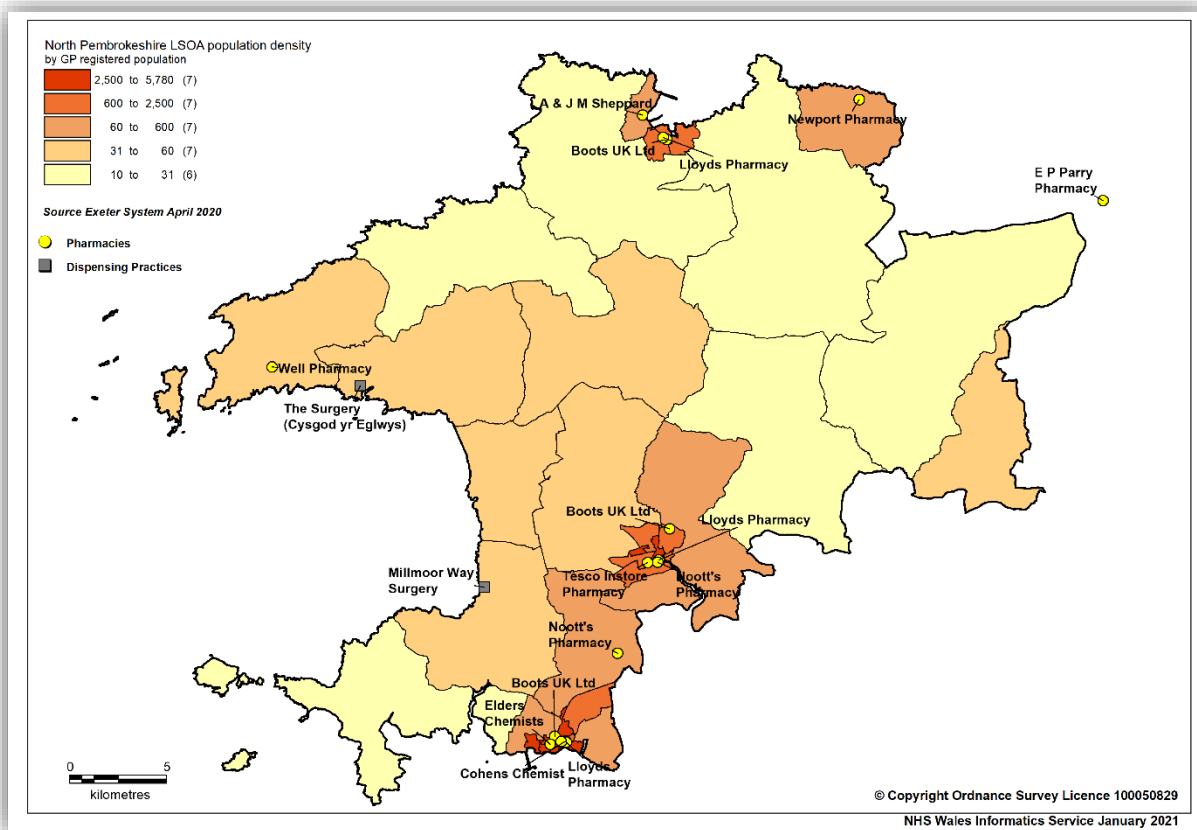 North Pembrokeshire LSOA population density
by GP registered population
2,500 to 5,780 (7)
600 to 2,500 (7)
60 to 600 (7)
31 to 60 (7)
10 to 31 (6)
Source Exeter System April 2020
Pharmacies
Dispensing Practices
A & J M Sheppard
Newport Pharmacy
Boots UK Ltd
Lloyds Pharmacy
E P Parry
Pharmacy
Well Pharmacy
The Surgery
(Cysgod yr Eglwys)
Boots UK Ltd
Lloyds Pharmacy
Millmoor Way
Surgery
Tesco Instore
Pharmacy
Noott's
Pharmacy
Noott's
Pharmacy
Boots UK Ltd
Elders
Chemists
Cohens Chemist
Lloyds
Pharmacy
0 5
kilometres
© Copyright Ordnance Survey Licence 100050829
NHS Wales Informatics Service January 2021